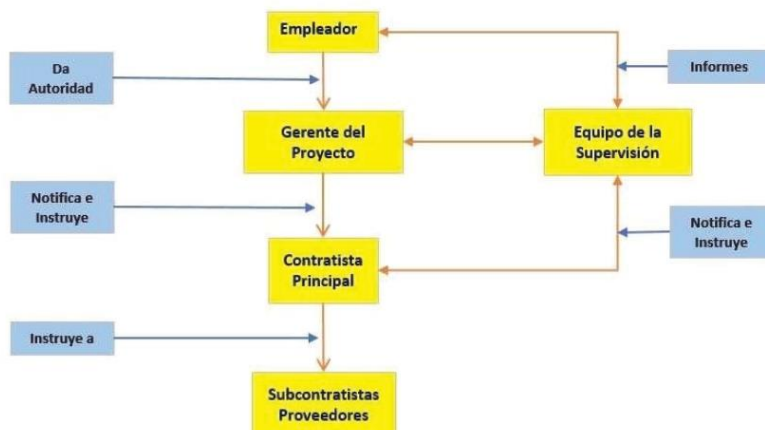 Empleador
Da
Autoridad
Informes
Gerente del
Proyecto
Equipo de la
Supervisión
Notifica e
Instruye
Notifica e
Instruye
Contratista
Principal
Instruye a
Subcontratistas
Proveedores